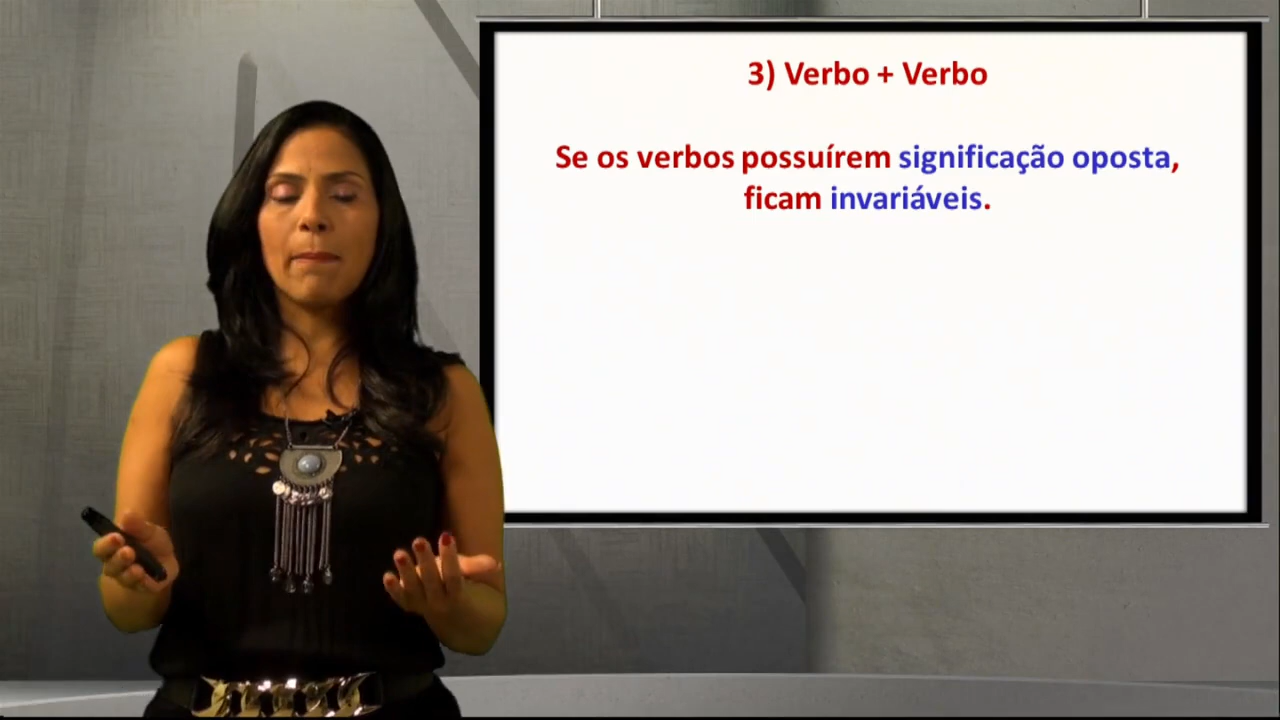 3) Verbo + Verbo
Se os verbos possuírem significação oposta,
ficam invariáveis.